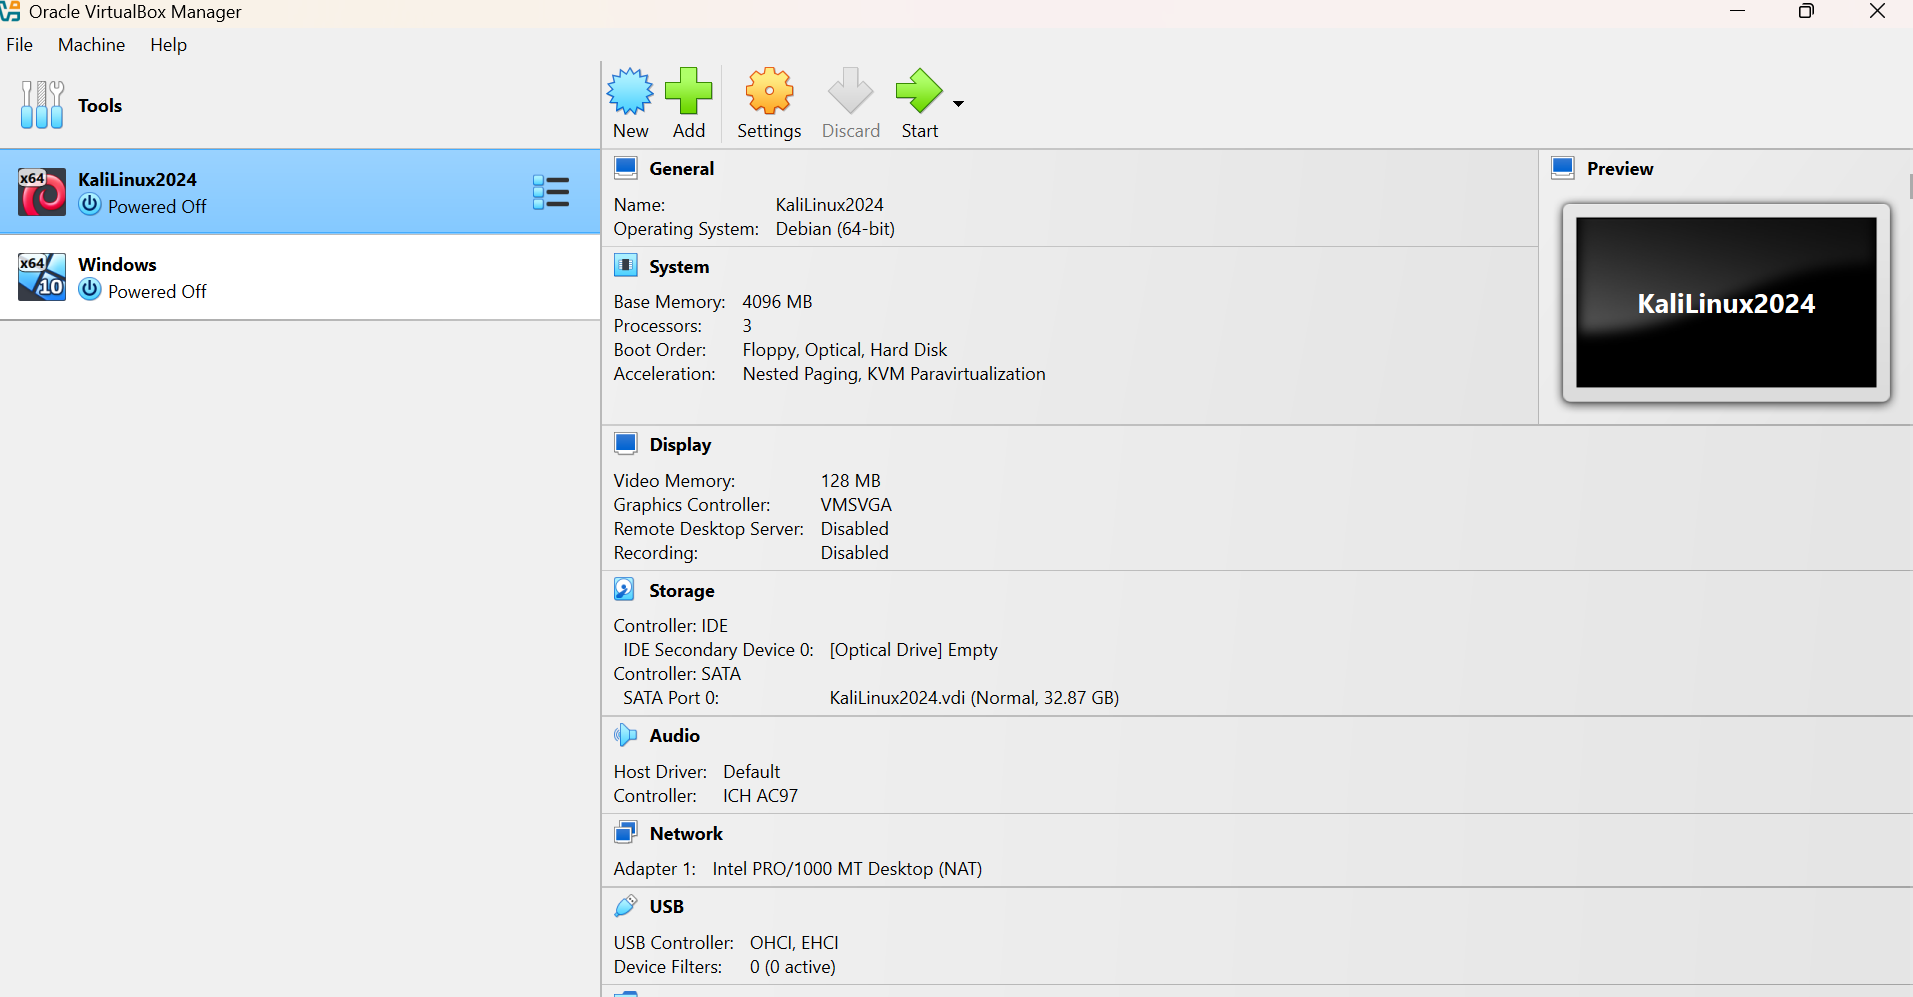 Oracle VirtualBox Manager
File Machine Help
Tools
New Add Settings Discard Start
x64 KaliLinux2024
Powered Off
x64 10 Windows
Powered Off
General
Name: KaliLinux2024
Operating System: Debian (64-bit)
System
Base Memory: 4096 MB
Processors: 3
Boot Order: Floppy, Optical, Hard Disk
Acceleration: Nested Paging, KVM Paravirtualization
Preview
KaliLinux2024
Display
Video Memory: 128 MB
Graphics Controller: VMSVGA
Remote Desktop Server: Disabled
Recording: Disabled
Storage
Controller: IDE
IDE Secondary Device 0: [Optical Drive] Empty
Controller: SATA
SATA Port 0: KaliLinux2024.vdi (Normal, 32.87 GB)
Audio
Host Driver: Default
Controller: ICH AC97
Network
Adapter 1: Intel PRO/1000 MT Desktop (NAT)
USB
USB Controller: OHCI, EHCI
Device Filters: 0 (0 active)